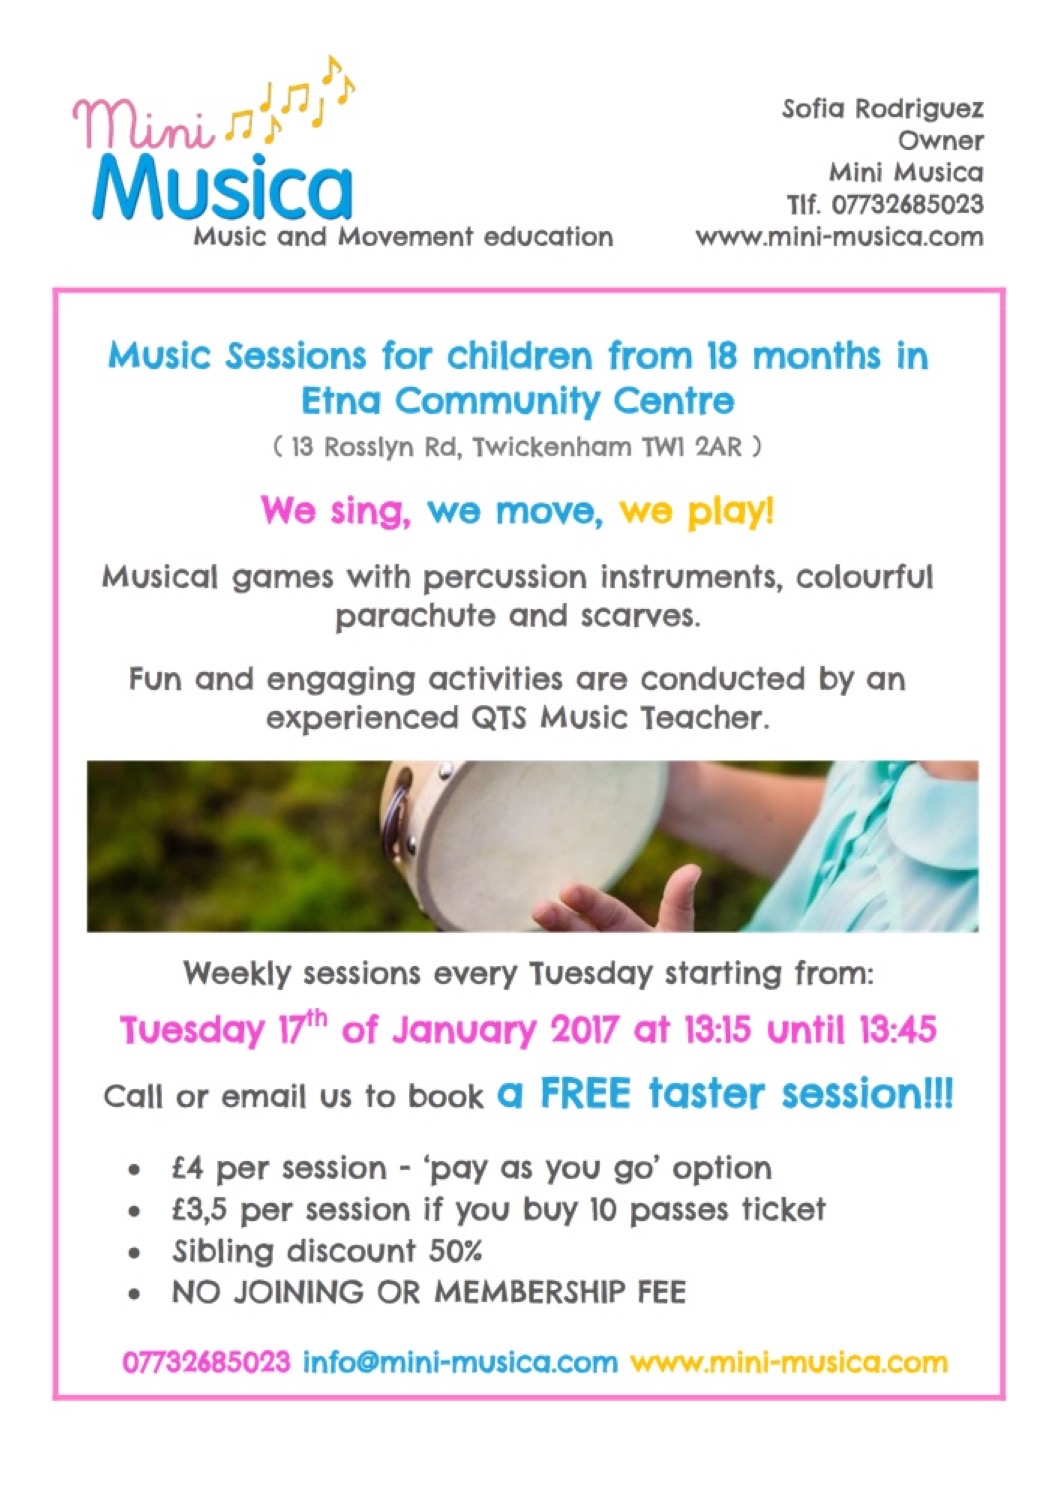 Mini
Musica
Music and Movement education
Sofia Rodriguez
Owner
Mini Musica
Tlf. 07732685023
www.mini-musica.com
Music Sessions for children from 18 months in
Etna Community Centre
( 13 Rosslyn Rd, Twickenham TW1 2AR )
We sing, we move, we play!
Musical games with percussion instruments, colourful
parachute and scarves.
Fun and engaging activities are conducted by an
experienced QTS Music Teacher.
Weekly sessions every Tuesday starting from:
Tuesday 17th of January 2017 at 13:15 until 13:45
Call or email us to book a FREE taster session!!!
• £4 per session - ‘pay as you go’ option
• £3,5 per session if you buy 10 passes ticket
• Sibling discount 50%
• NO JOINING OR MEMBERSHIP FEE
07732685023 info@mini-musica.com www.mini-musica.com